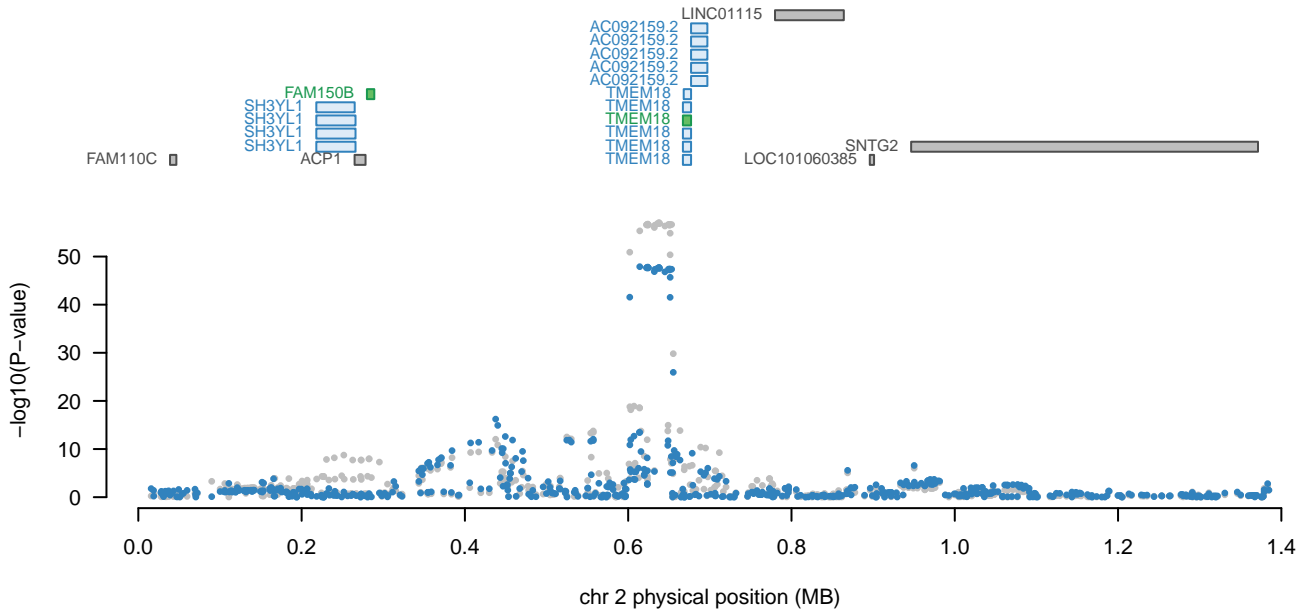 LINC01115
AC092159.2
AC092159.2
AC092159.2
AC092159.2
AC092159.2
FAM150B TMEM18
SH3YL1 TMEM18
SH3YL1 TMEM18
SH3YL1 TMEM18
SH3YL1 TMEM18 SNTG2
FAM110C ACP1 TMEM18 LOC101060385
50
40
30
20
10
0
−log10(P−value)
0.0 0.2 0.4 0.6 0.8 1.0 1.2 1.4
chr 2 physical position (MB)